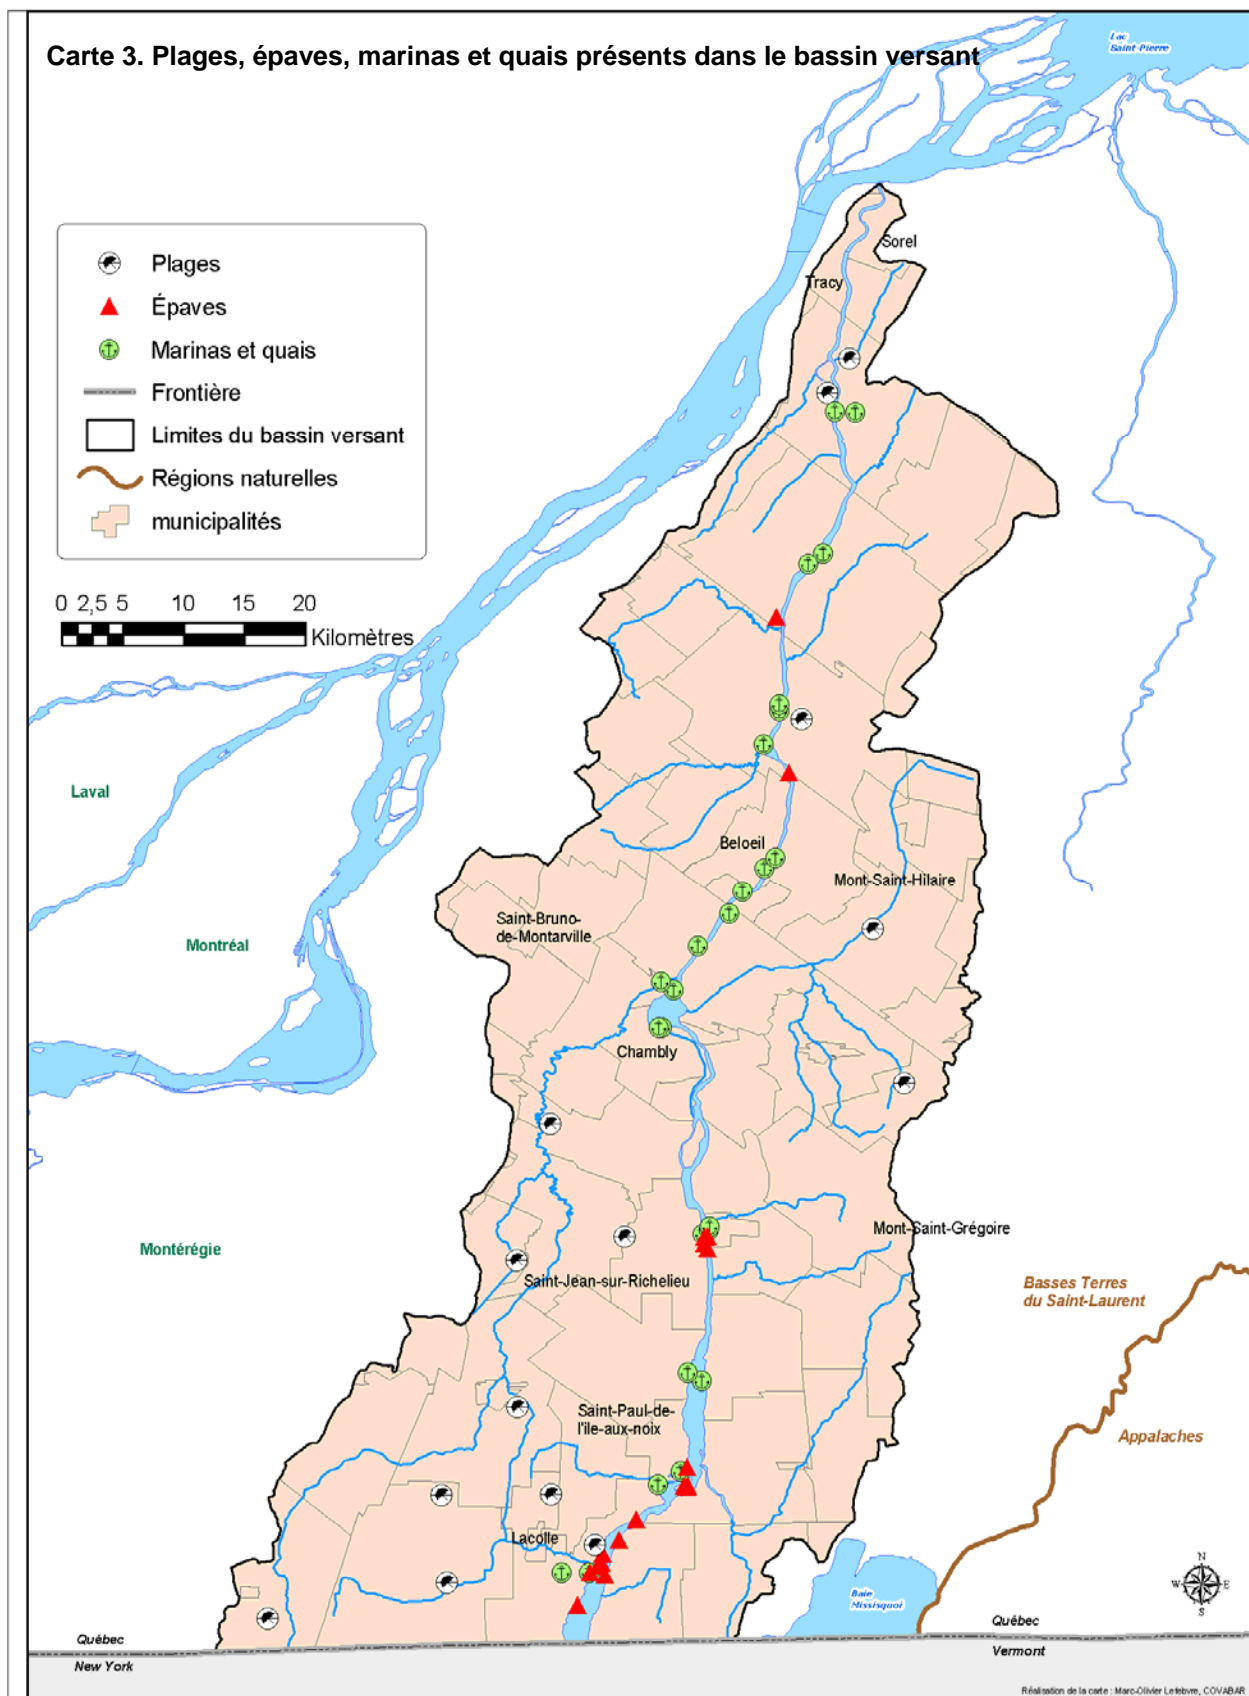 Carte 3. Plages, épaves, marinas et quais présents dans le bassin versant
Lac
Saint-Pierre
Plages
Épaves
Marinas et quais
Frontière
Limites du bassin versant
Régions naturelles
municipalités
0 2,5 5 10 15 20
Kilomètres
Sorel
Tracy
Laval
Beloeil
Mont-Saint-Hilaire
Saint-Bruno-
de-Montarville
Montréal
Chambly
Montérégie
Mont-Saint-Grégoire
Saint-Jean-sur-Richelieu
Basses Terres
du Saint-Laurent
Saint-Paul-de-
l'île-aux-noix
Appalaches
Lacolle
Baie
Missisquoi
N
W E
S
Québec
New York
Québec
Vermont
Réalisation de la carte : Marc-Olivier Lefebvre, COVABAR